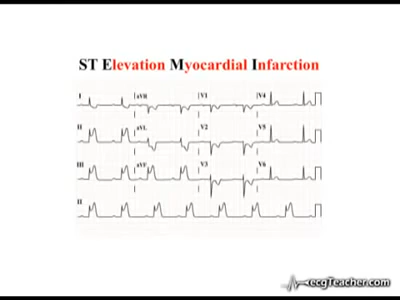 ST Elevation Myocardial Infarction
I aVR V1 V4
II aVL V2 V5
III aVF V3 V6
II
ecgTeacher.com